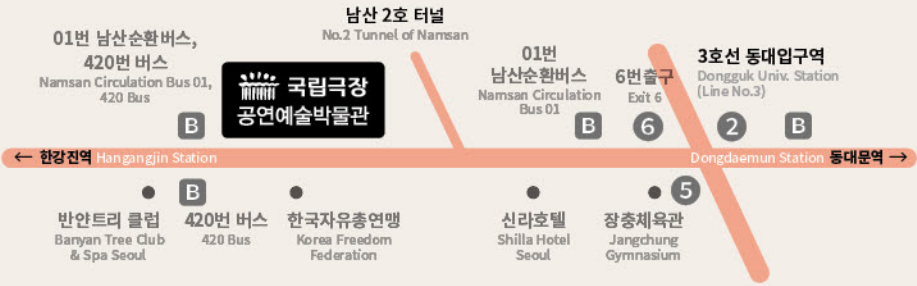 남산 2호 터널
No.2 Tunnel of Namsan
01번 남산순환버스,
420번 버스
Namsan Circulation Bus 01,
420 Bus
B
국립극장
공연예술박물관
01번
남산순환버스
Namsan Circulation
Bus 01
B
6번출구
Exit 6
6
3호선 동대입구역
Dongguk Univ. Station
(Line No.3)
2
B
← 한강진역 Hangangjin Station
Dongdaemun Station 동대문역 →
반얀트리 클럽
Banyan Tree Club
& Spa Seoul
B
420번 버스
420 Bus
한국자유총연맹
Korea Freedom
Federation
신라호텔
Shilla Hotel
Seoul
5
장충체육관
Jangchung
Gymnasium